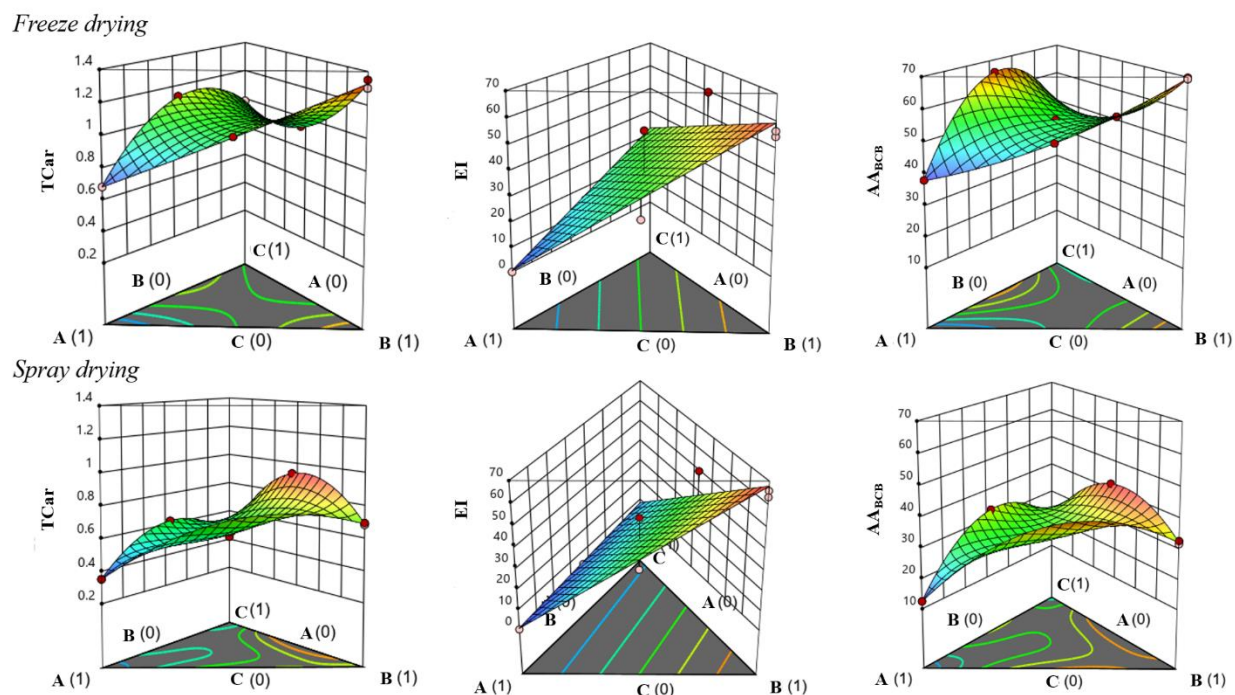 Freeze drying
1.4
1.2
1
0.8
0.6
0.4
0.2
TCar
A (1)
B (0)
C (1)
C (0)
A (0)
B (1)
70
60
50
40
30
20
10
0
EI
A (1)
B (0)
C (1)
C (0)
A (0)
B (1)
70
60
50
40
30
20
10
AABCB
A (1)
B (0)
C (1)
C (0)
A (0)
B (1)
Spray drying
1.4
1.2
1
0.8
0.6
0.4
0.2
TCar
A (1)
B (0)
C (1)
C (0)
A (0)
B (1)
70
60
50
40
30
20
10
0
EI
A (1)
B
C
C (0)
A (0)
B (1)
70
60
50
40
30
20
10
AABCB
A (1)
B (0)
C (1)
C (0)
A (0)
B (1)